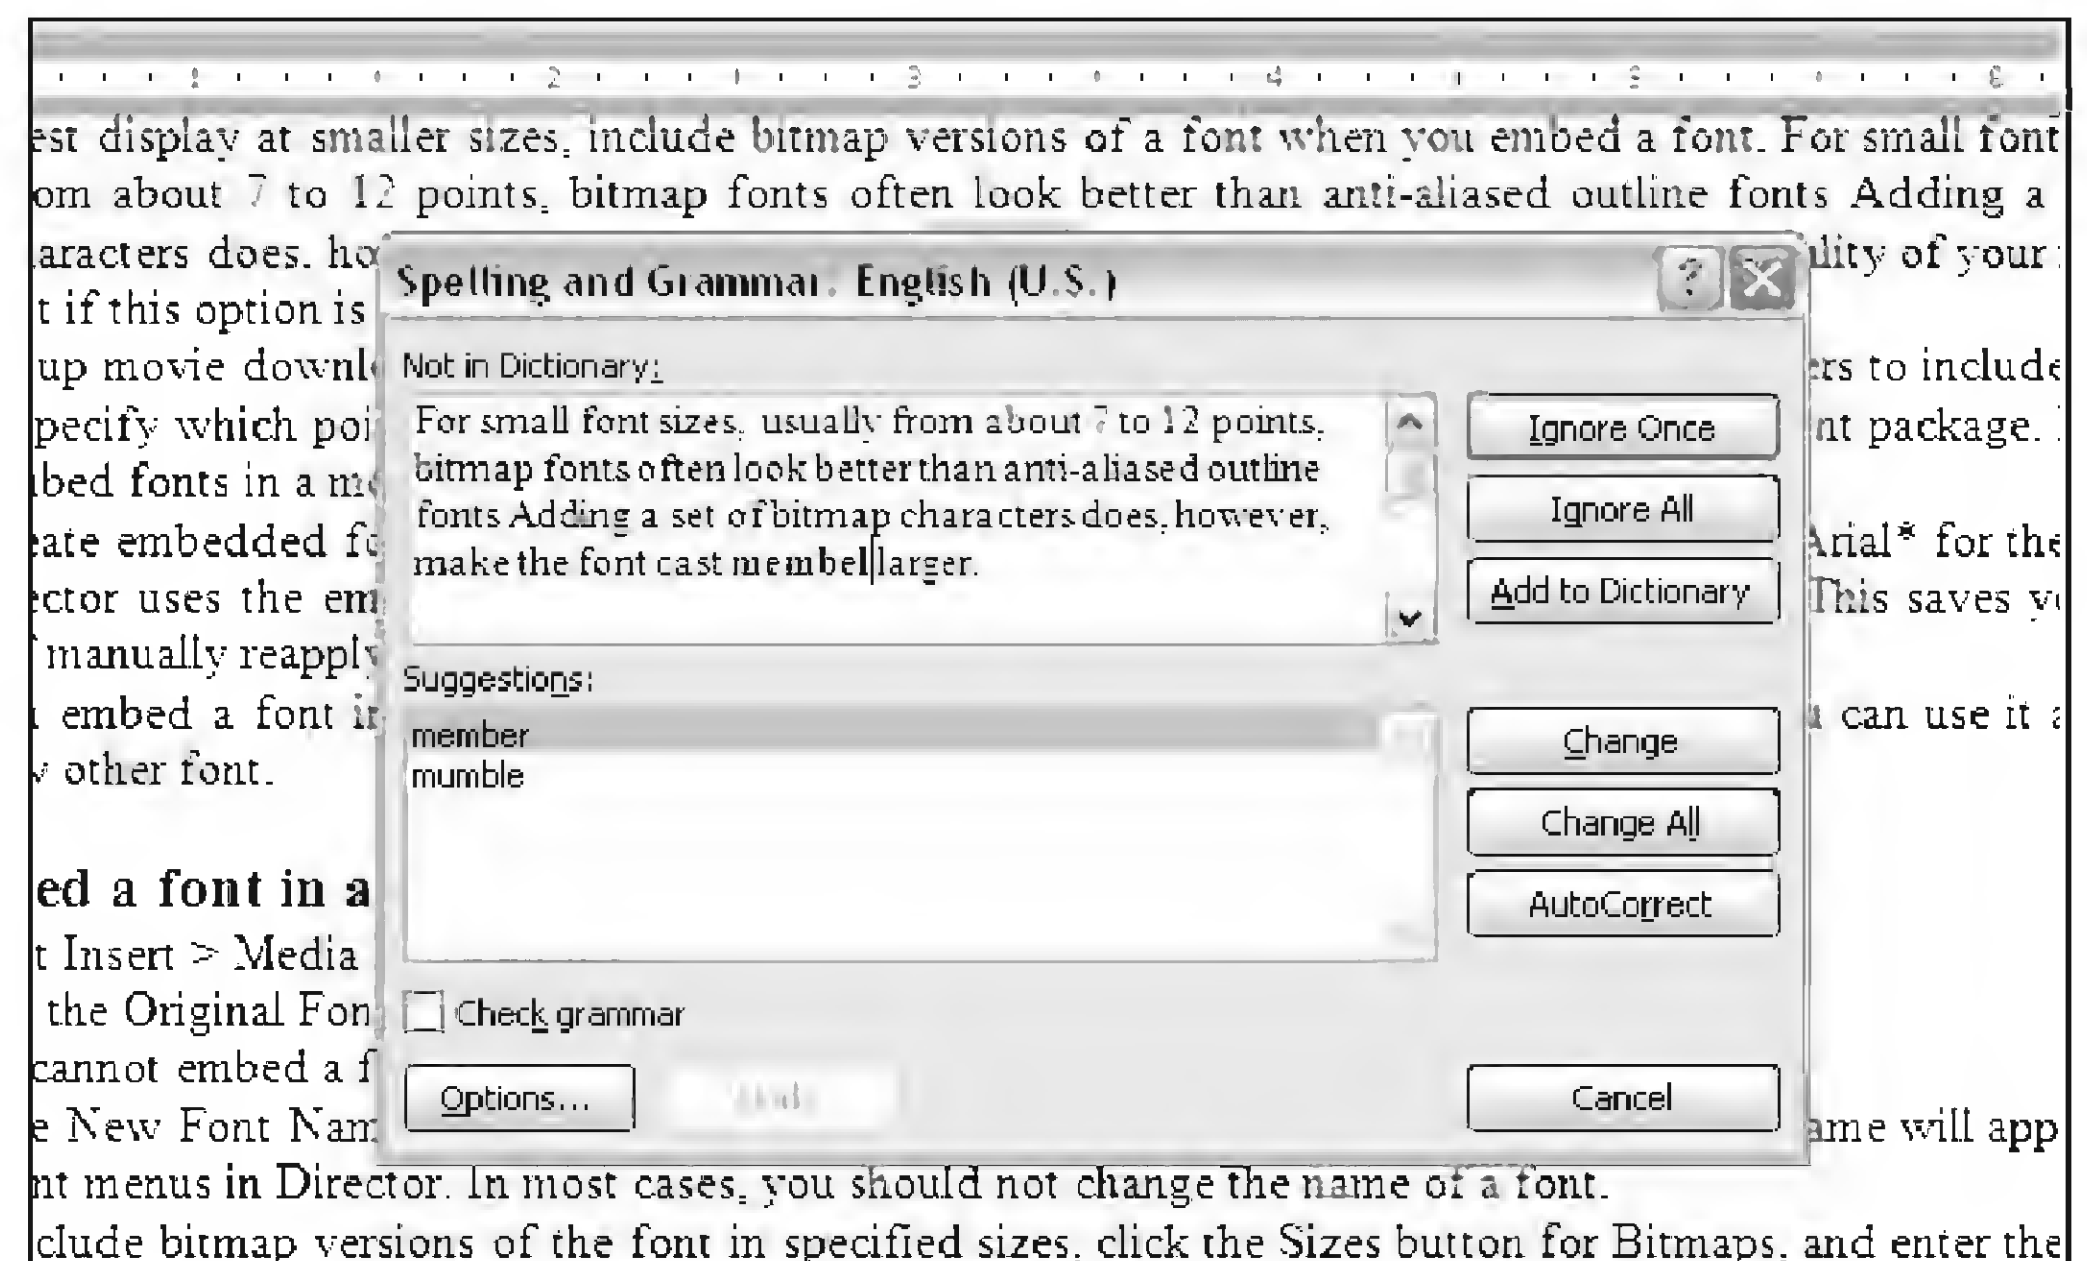 1 2 3 4 5 6
est display at smaller sizes, include bitmap versions of a font when you embed a font. For small font
om about 7 to 12 points, bitmap fonts often look better than anti-aliased outline fonts Adding a
aracters does, ho
ility of your
t if this option is
up movie downl
ers to include
pecify which poi
nt package.
bed fonts in a m
eate embedded fo
Arial* for the
ector uses the em
This saves y
manually reapply
embed a font in
can use it a
y other font.
ed a font in a
t Insert > Media
the Original Fon
cannot embed a f
e New Font Nam
ame will app
Spelling and Grammar: English (U.S.)
?
Not in Dictionary:
For small font sizes, usually from about 7 to 12 points,
bitmap fonts often look better than anti-aliased outline
fonts Adding a set of bitmap characters does, however,
make the font cast membel larger.
Ignore Once
Ignore All
Add to Dictionary
Suggestions:
member
mumble
Change
Change All
AutoCorrect
Check grammar
Options...
Cancel
nt menus in Director. In most cases, you should not change the name of a font.
clude bitmap versions of the font in specified sizes, click the Sizes button for Bitmaps, and enter the